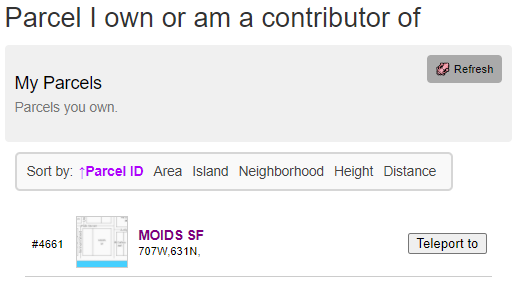 Parcel I own or am a contributor of
Refresh
My Parcels
Parcels you own.
Sort by: ↑Parcel ID Area Island Neighborhood Height Distance
#4661
MOIDS SF
707W,631N,
Teleport to